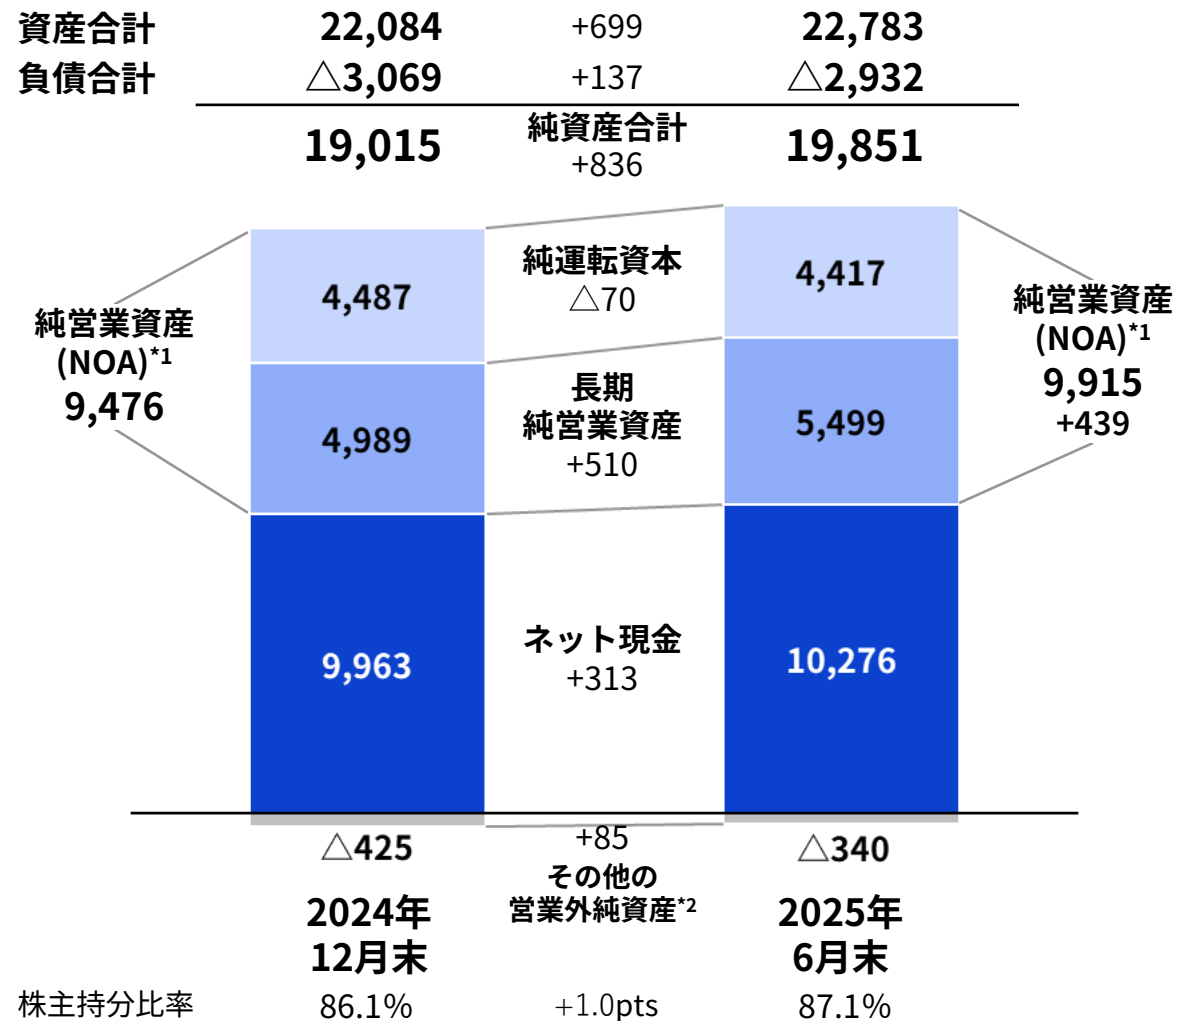 資産合計 22,084 +699 22,783
負債合計 △3,069 +137 △2,932
純資産合計
19,015 +836 19,851
純運転資本
4,487 △70 4,417
純営業資産
(NOA)*1
9,476
純営業資産
(NOA)*1
9,915
+439
長期
純営業資産
4,989 +510 5,499
ネット現金
9,963 +313 10,276
△425 +85 △340
その他の
営業外純資産*2
2024年
12月末
2025年
6月末
株主持分比率 86.1% +1.0pts 87.1%